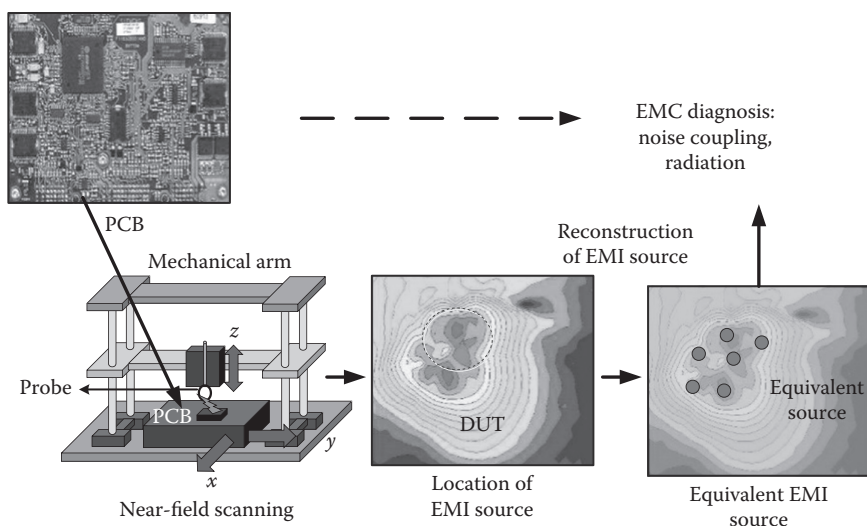 EMC diagnosis:
noise coupling,
radiation
PCB
Reconstruction
of EMI source
Mechanical arm
z
Probe
PCB
y
x
DUT
Equivalent
source
Near-field scanning
Location of
EMI source
Equivalent EMI
source